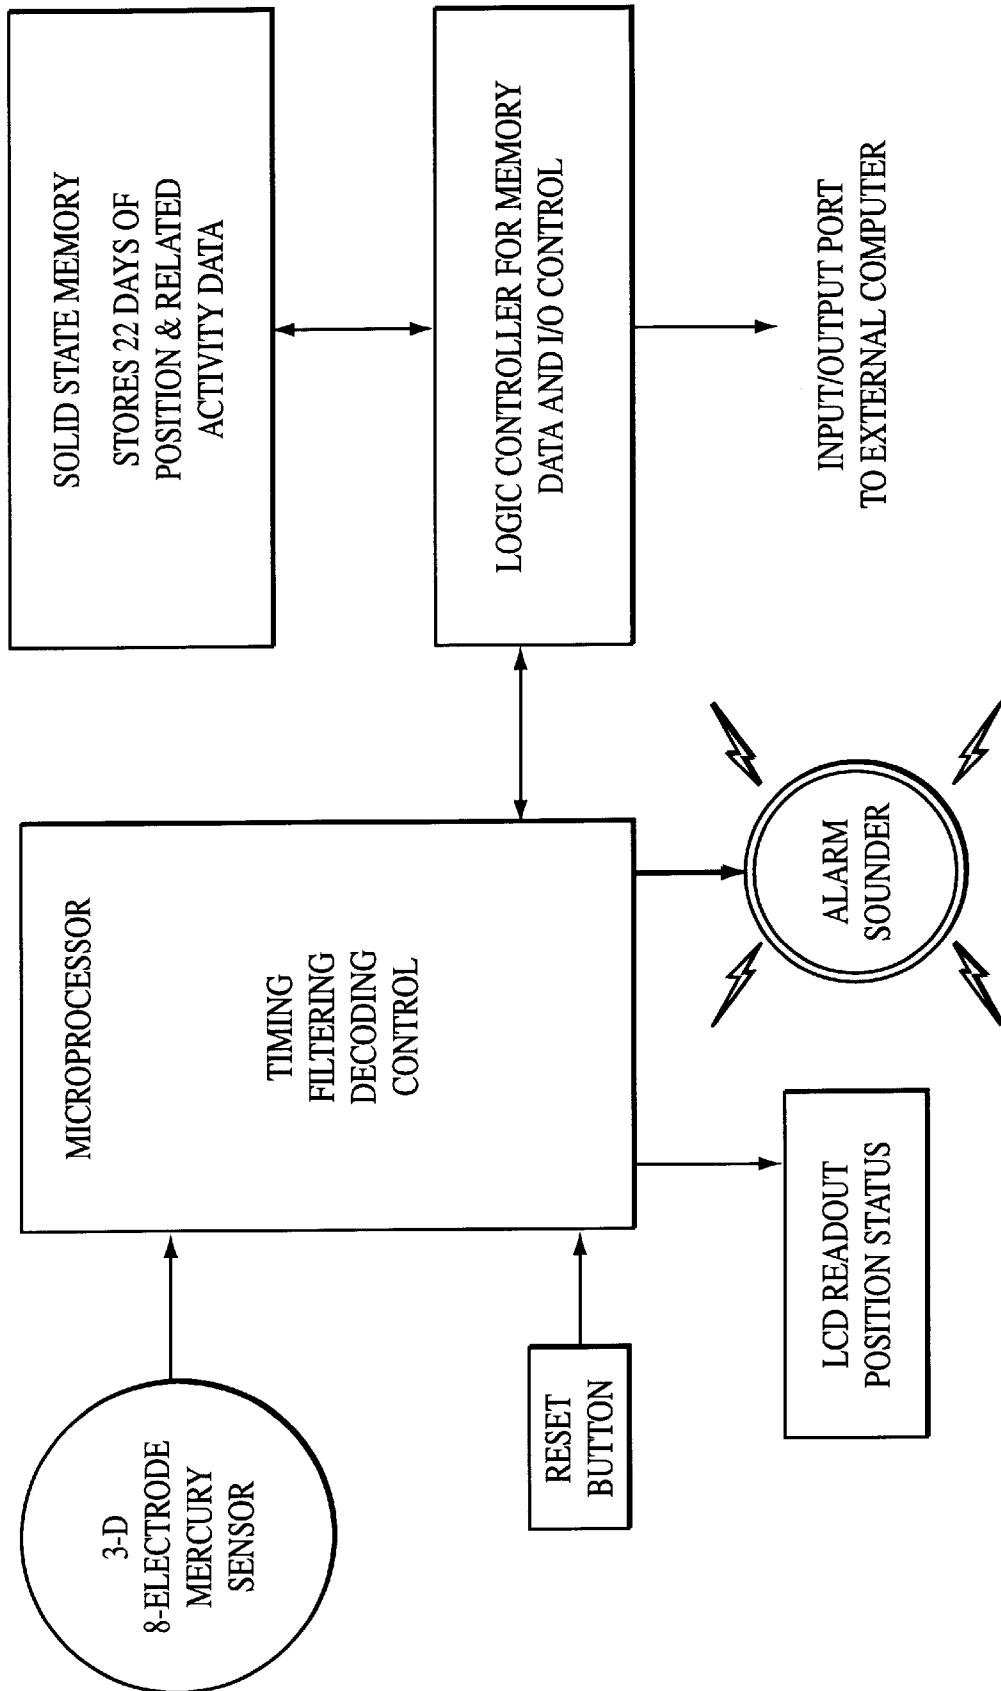 3-D
8-ELECTRODE
MERCURY
SENSOR
RESET
BUTTON
MICROPROCESSOR
TIMING
FILTERING
DECODING
CONTROL
LCD READOUT
POSITION STATUS
ALARM
SOUNDER
SOLID STATE MEMORY
STORES 22 DAYS OF
POSITION & RELATED
ACTIVITY DATA
LOGIC CONTROLLER FOR MEMORY
DATA AND I/O CONTROL
INPUT/OUTPUT PORT
TO EXTERNAL COMPUTER